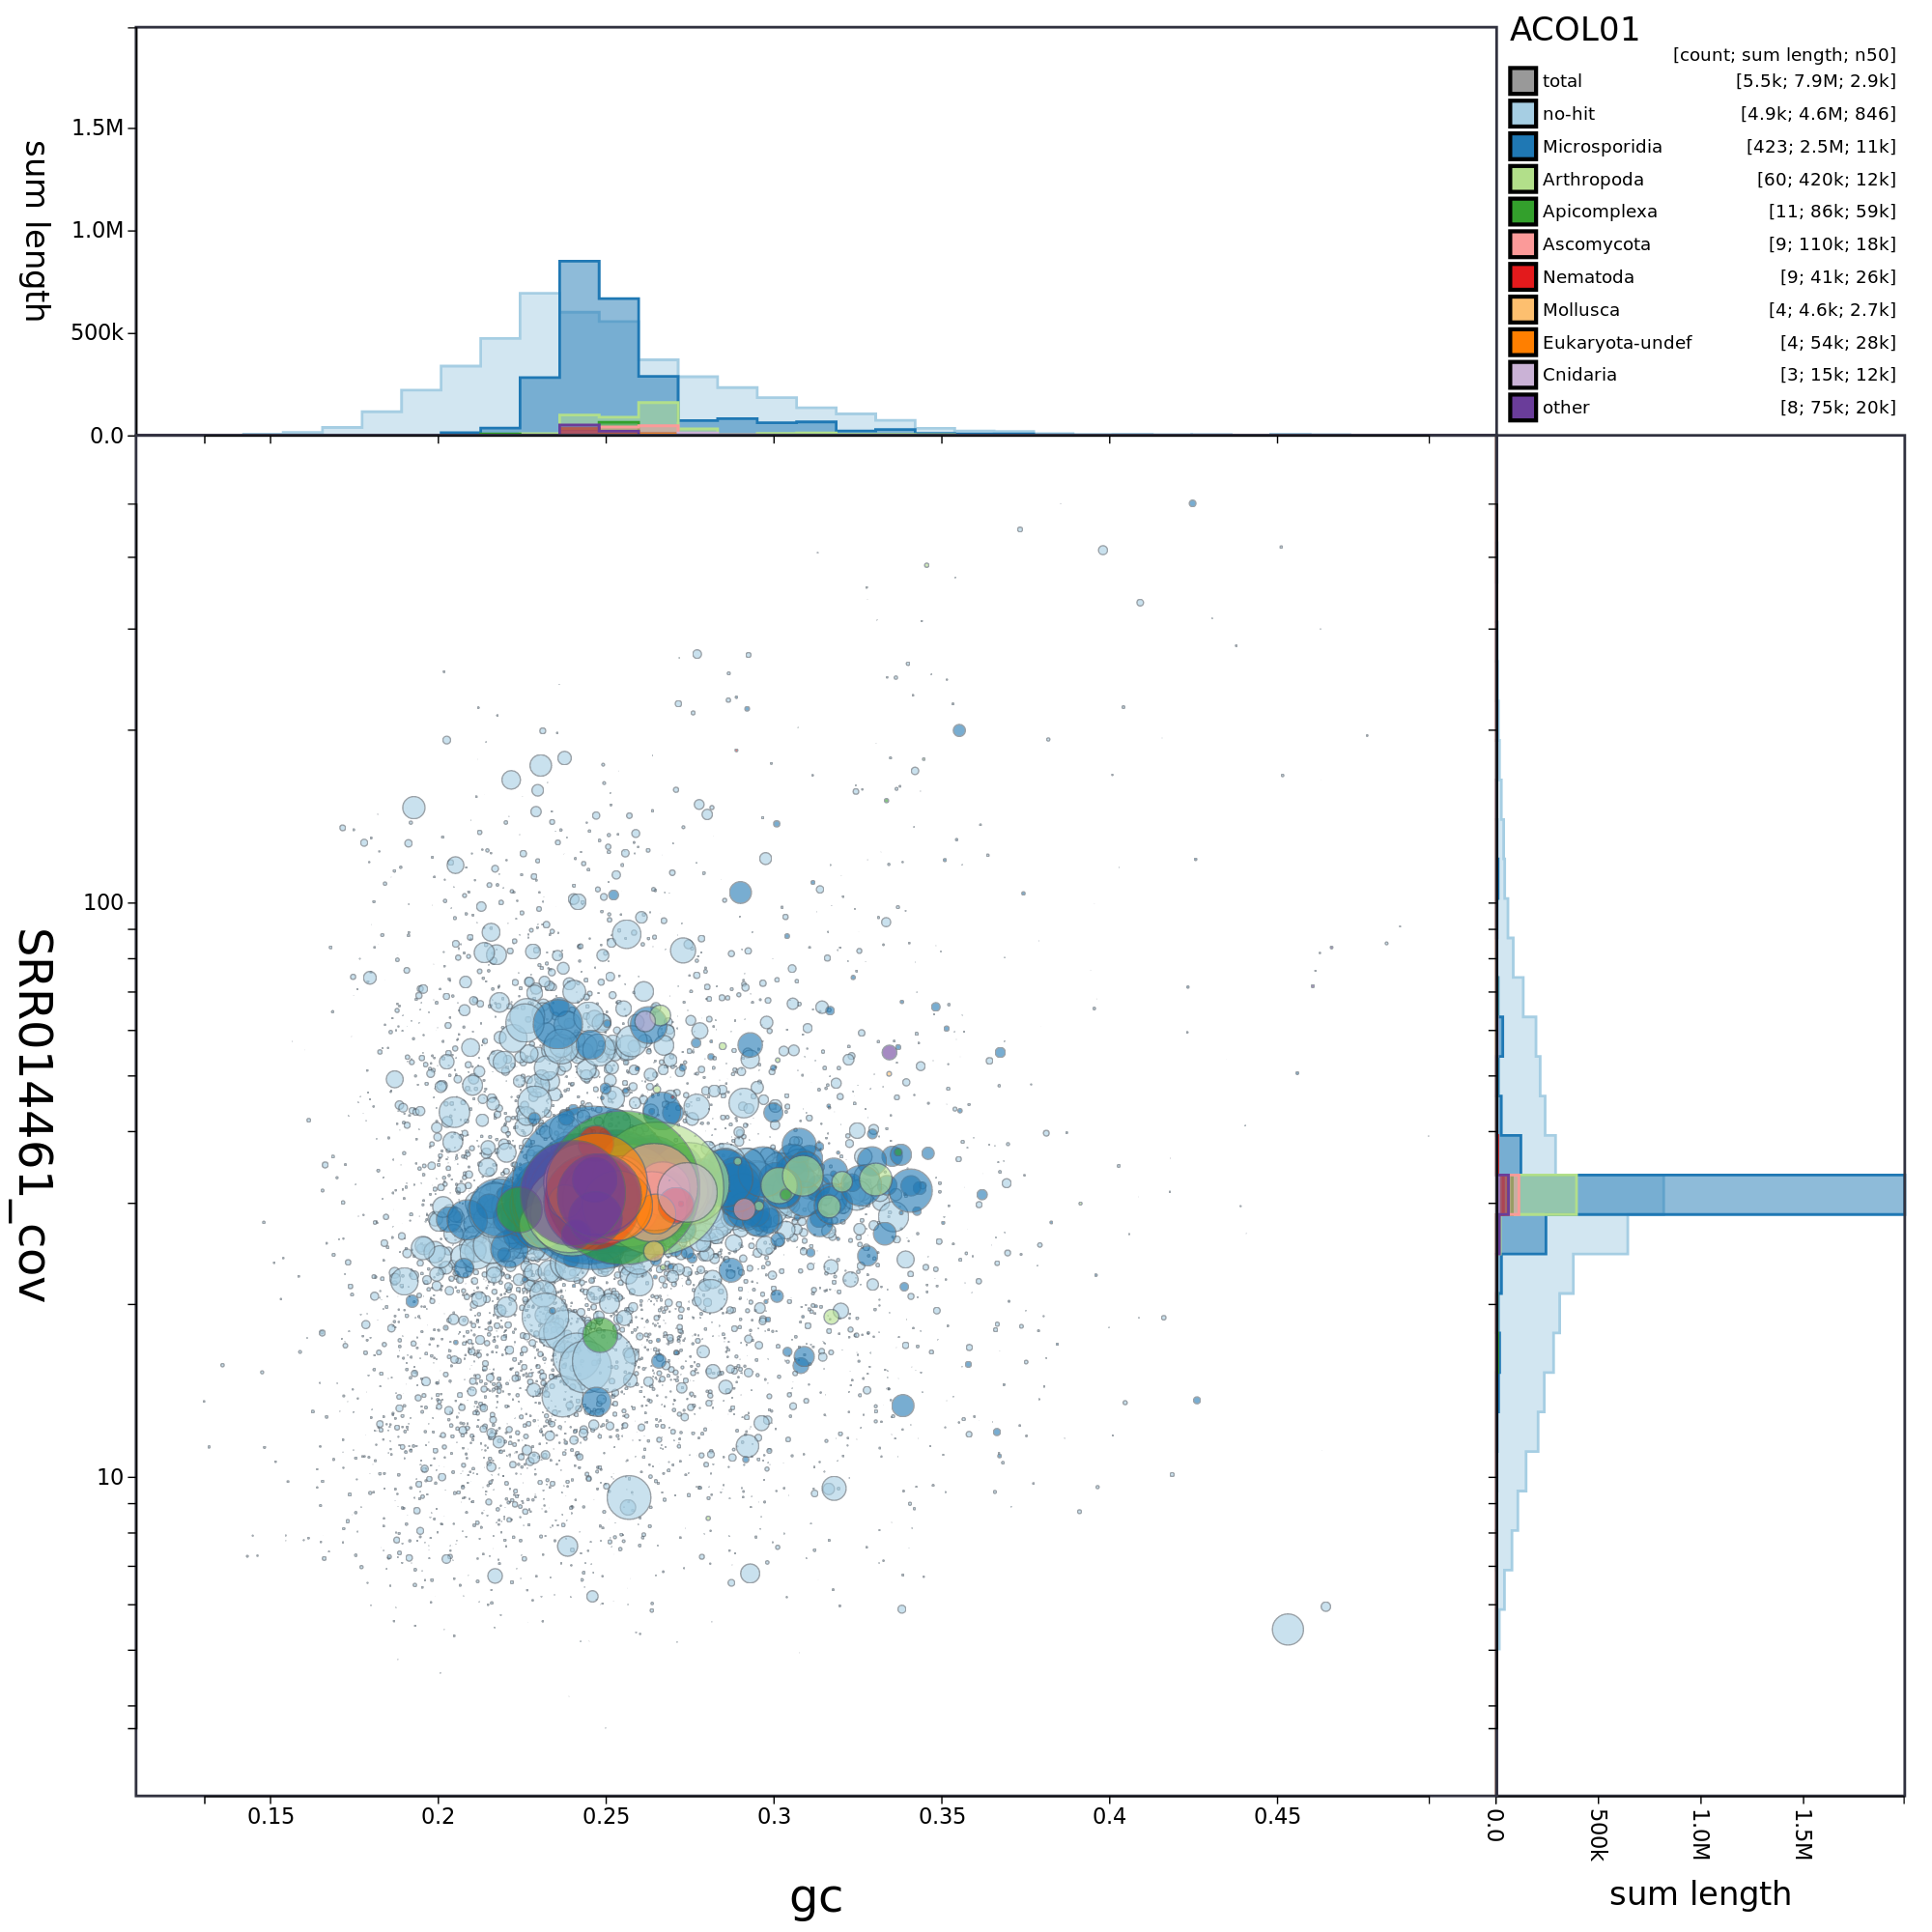 ACOL01
[count; sum length; n50]
total [5.5k; 7.9M; 2.9k]
no-hit [4.9k; 4.6M; 846]
Microsporidia [423; 2.5M; 11k]
Arthropoda [60; 420k; 12k]
Apicomplexa [11; 86k; 59k]
Ascomycota [9; 110k; 18k]
Nematoda [9; 41k; 26k]
Mollusca [4; 4.6k; 2.7k]
Eukaryota-undef [4; 54k; 28k]
Cnidaria [3; 15k; 12k]
other [8; 75k; 20k]
sum length
1.5M
1.0M
500k
0.0
SRR014461_cov
100
10
0.15
0.2
0.25
0.3
0.35
0.4
0.45
gc
0.0
500k
1.0M
1.5M
sum length